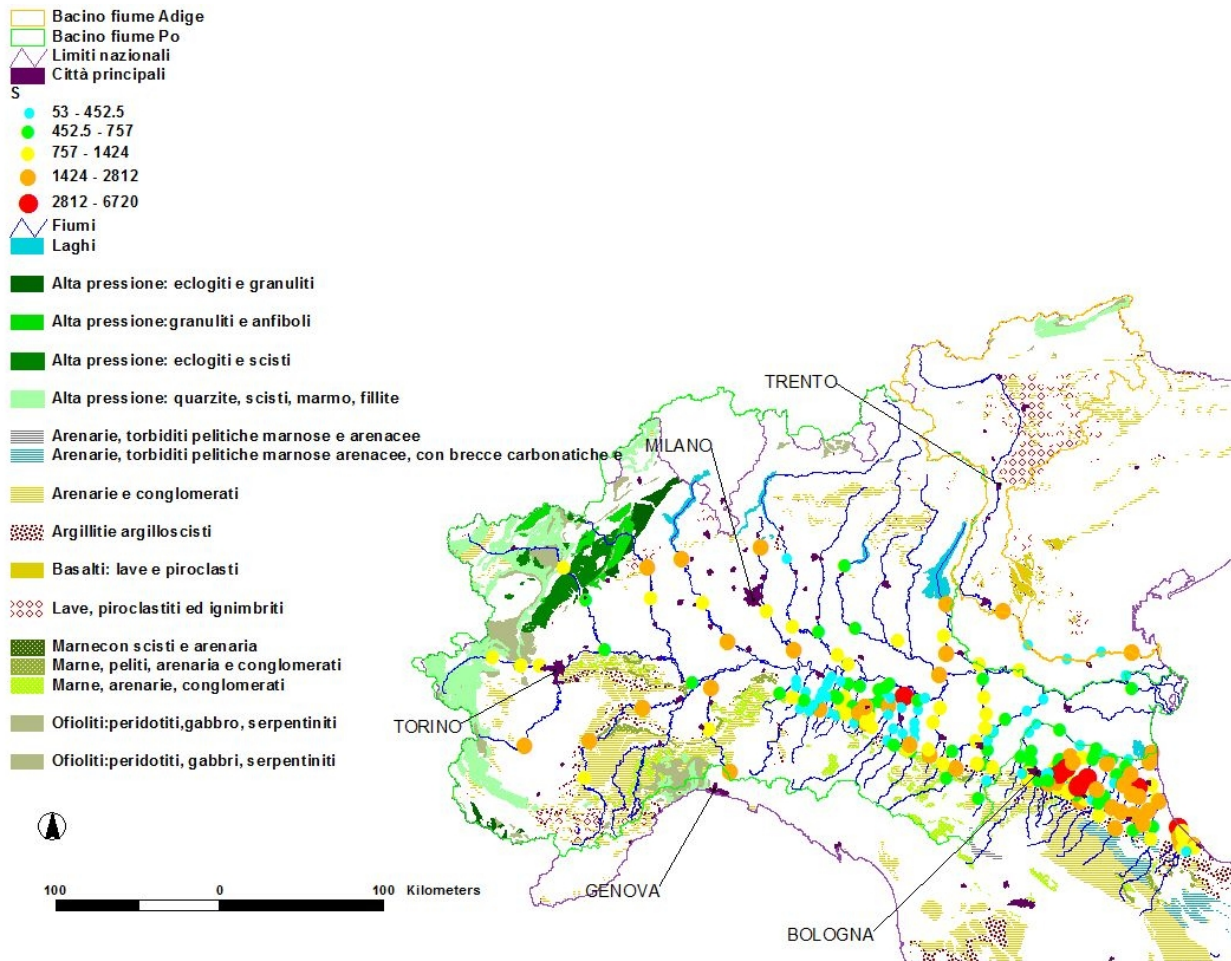 Bacino fiume Adige
Bacino fiume Po
Limiti nazionali
Città principali
S
53 - 452.5
452.5 - 757
757 - 1424
1424 - 2812
2812 - 6720
Fiumi
Laghi
Alta pressione: eclogiti e granuliti
Alta pressione:granuliti e anfiboli
Alta pressione: eclogiti e scisti
Alta pressione: quarzite, scisti, marmo, fillite
Arenarie, torbiditi pelitiche marnose e arenacee
Arenarie, torbiditi pelitiche marnose arenacee, con brecce carbonatiche e
Arenarie e conglomerati
Argillitie argilloscisti
Basalti: lave e piroclasti
Lave, piroclastiti ed ignimbriti
Marnecon scisti e arenaria
Marne, peliti, arenaria e conglomerati
Marne, arenarie, conglomerati
Ofioliti:peridotiti,gabbro, serpentiniti
Ofioliti:peridotiti, gabbri, serpentiniti
100 0 100 Kilometers
TRENTO
MILANO
TORINO
GENOVA
BOLOGNA